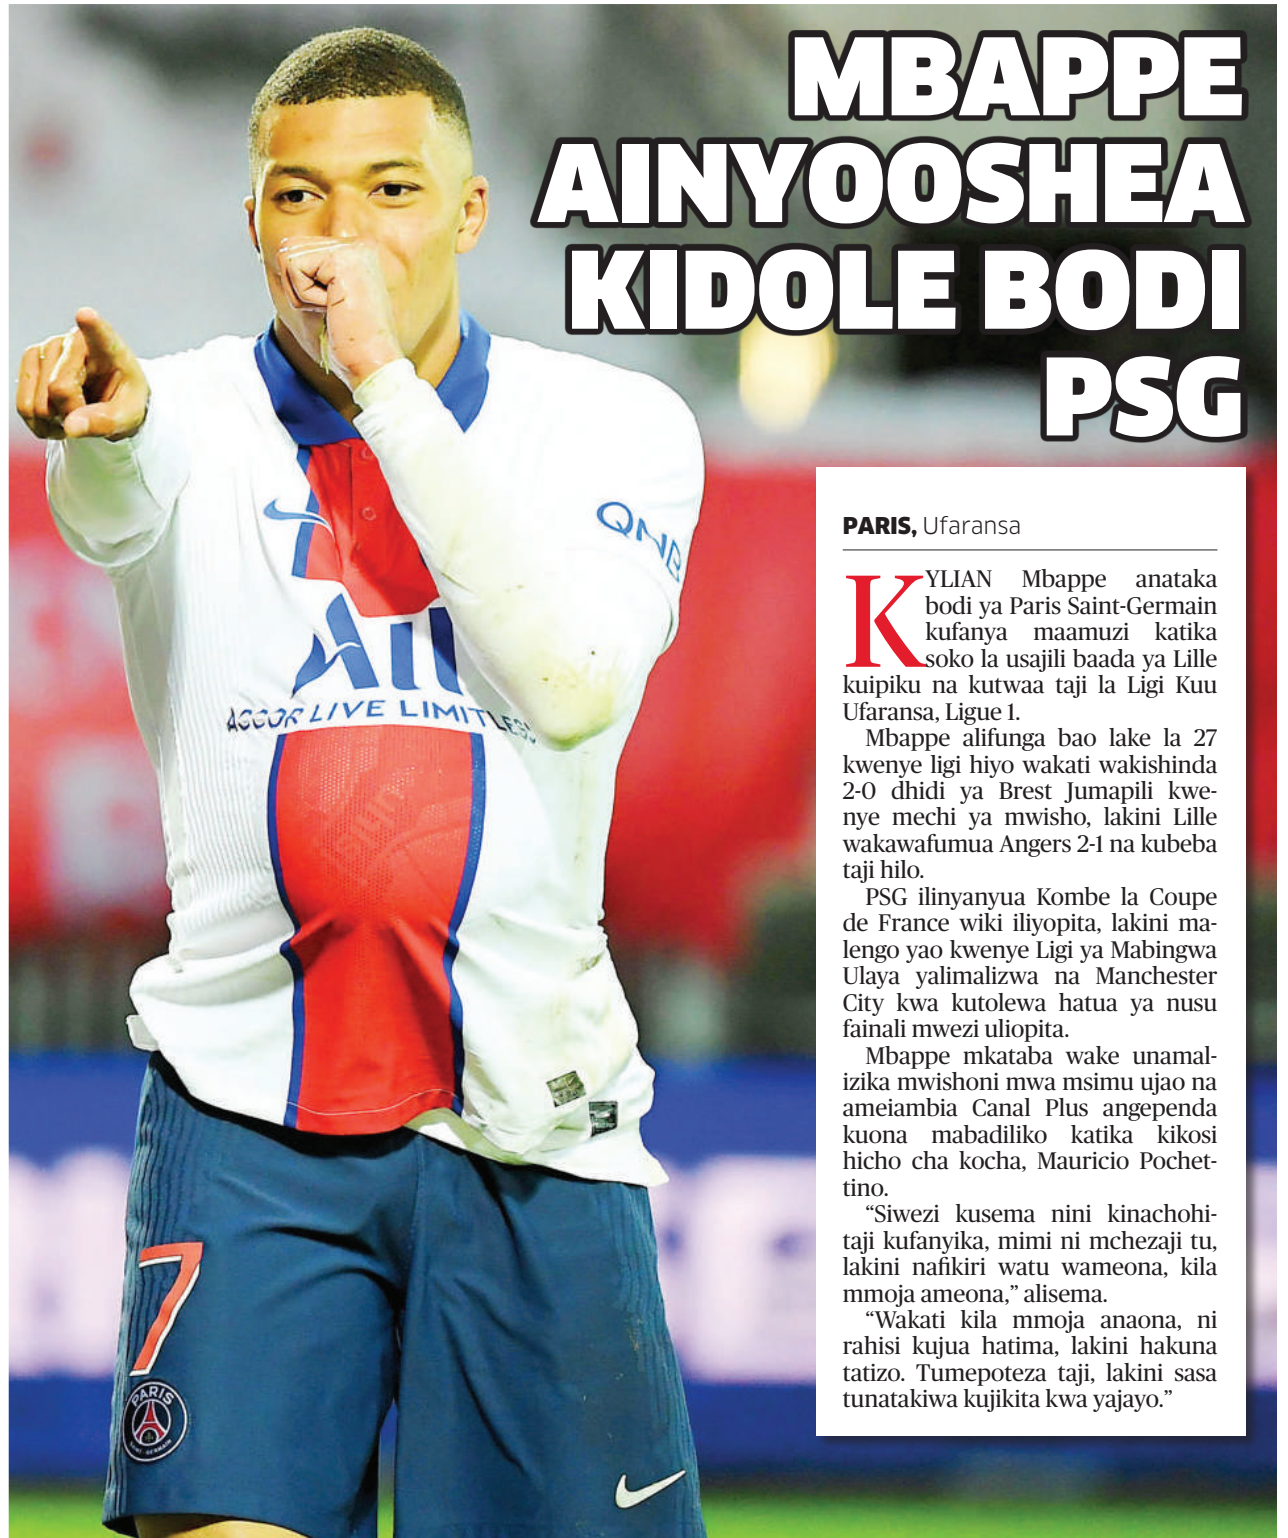 MBAPPE
AINYOOSHEA
KIDOLE BODI
PSG
PARIS, Ufaransa
KYLIAN Mbappe anataka
bodi ya Paris Saint-Germain
kufanya maamuzi katika
soko la usajili baada ya Lille
kuipiku na kutwaa taji la Ligi Kuu
Ufaransa, Ligue 1.
Mbappe alifunga bao lake la 27
kwenye ligi hiyo wakati wakishinda
2-0 dhidi ya Brest Jumapili kwe-
nye mechi ya mwisho, lakini Lille
wakawafumua Angers 2-1 na kubeba
taji hilo.
PSG ilinyanyua Kombe la Coupe
de France wiki iliyopita, lakini ma-
lengo yao kwenye Ligi ya Mabingwa
Ulaya yalimalizwa na Manchester
City kwa kutolewa hatua ya nusu
fainali mwezi uliopita.
Mbappe mkataba wake unamal-
izika mwishoni mwa msimu ujao na
ameiambia Canal Plus angependa
kuona mabadiliko katika kikosi
hicho cha kocha, Mauricio Pochet-
tino.
“Siwezi kusema nini kinachohi-
taji kufanyika, mimi ni mchezaji tu,
lakini nafikiri watu wameona, kila
mmoja ameona,” alisema.
“Wakati kila mmoja anaona, ni
rahisi kujua hatima, lakini hakuna
tatizo. Tumepoteza taji, lakini sasa
tunatakiwa kujikita kwa yajayo.”
QNB
ACCOR LIVE LIMITLESS
7
PARIS
SAINT-GERMAIN